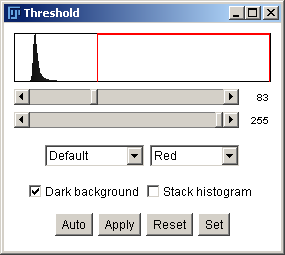 Threshold
83
255
Default Red
Dark background Stack histogram
Auto Apply Reset Set